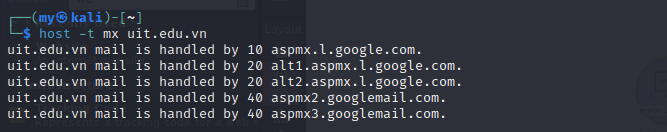 ┌──(my㉿kali)-[~]
└─$ host -t mx uit.edu.vn
uit.edu.vn mail is handled by 10 aspmx.l.google.com.
uit.edu.vn mail is handled by 20 alt1.aspmx.l.google.com.
uit.edu.vn mail is handled by 20 alt2.aspmx.l.google.com.
uit.edu.vn mail is handled by 40 aspmx2.googlemail.com.
uit.edu.vn mail is handled by 40 aspmx3.googlemail.com.